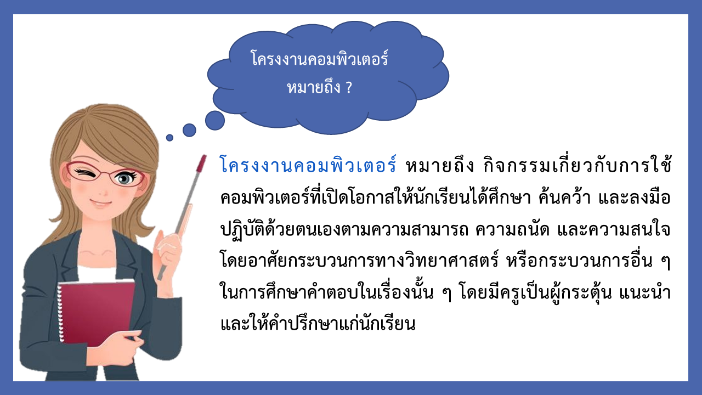 โครงงานคอมพิวเตอร์
หมายถึง ?
โครงงานคอมพิวเตอร์ หมายถึง กิจกรรมเกี่ยวกับการใช้
คอมพิวเตอร์ที่เปิดโอกาสให้นักเรียนได้ศึกษา ค้นคว้า และลงมือ
ปฏิบัติด้วยตนเองตามความสามารถ ความถนัด และความสนใจ
โดยอาศัยกระบวนการทางวิทยาศาสตร์ หรือกระบวนการอื่น ๆ
ในการศึกษาคำตอบในเรื่องนั้น ๆ โดยมีครูเป็นผู้กระตุ้น แนะนำ
และให้คำปรึกษาแก่นักเรียน